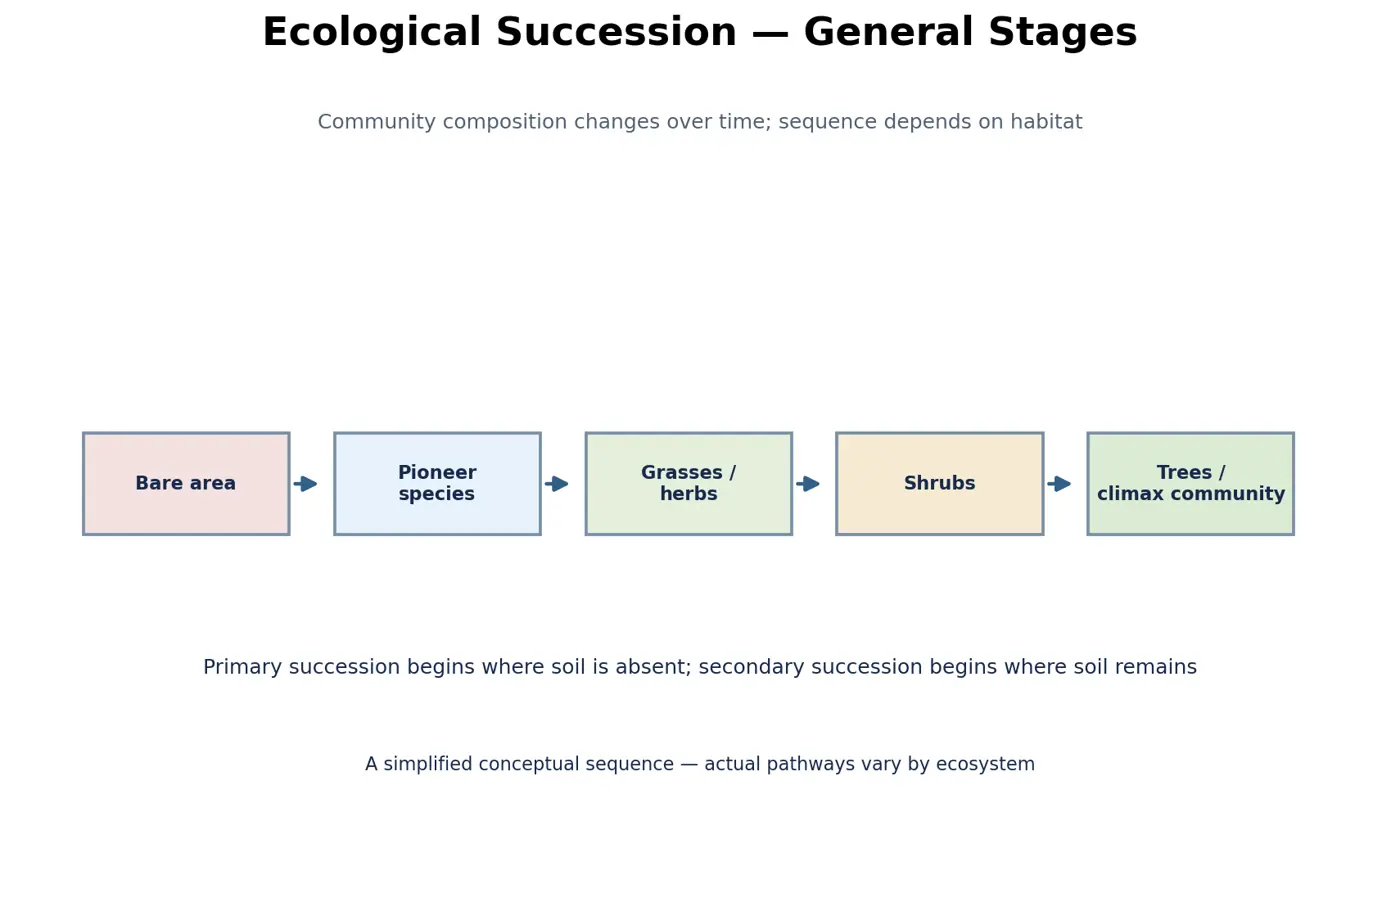 Ecological Succession — General Stages
Community composition changes over time; sequence depends on habitat
Bare area
Pioneer
species
Grasses /
herbs
Shrubs
Trees /
climax community
Primary succession begins where soil is absent; secondary succession begins where soil remains
A simplified conceptual sequence — actual pathways vary by ecosystem